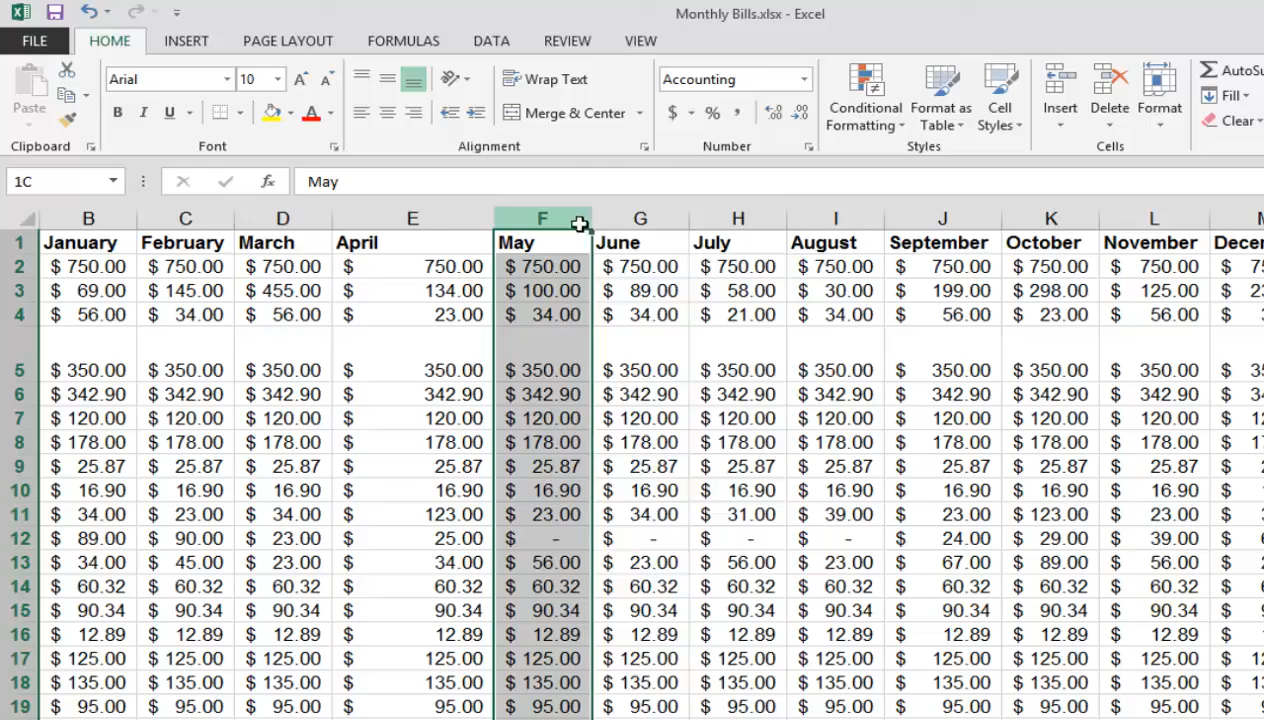 Monthly Bills.xlsx - Excel
FILE HOME INSERT PAGE LAYOUT FORMULAS DATA REVIEW VIEW
Paste
Arial 10
B I U A
Wrap Text
Merge & Center
Accounting
$ % ,
Conditional Formatting
Format as Table
Cell Styles
Insert Delete Format
Σ AutoSu
Fill
Clear
Clipboard Font Alignment Number Styles Cells
1C fx May
B C D E F G H I J K L M
1 January February March April May June July August September October November Decem
2 $ 750.00 $ 750.00 $ 750.00 $ 750.00 $ 750.00 $ 750.00 $ 750.00 $ 750.00 $ 750.00 $ 750.00 $ 750.00 $ 75
3 $ 69.00 $ 145.00 $ 455.00 $ 134.00 $ 100.00 $ 89.00 $ 58.00 $ 30.00 $ 199.00 $ 298.00 $ 125.00 $ 23
4 $ 56.00 $ 34.00 $ 56.00 $ 23.00 $ 34.00 $ 34.00 $ 21.00 $ 34.00 $ 56.00 $ 23.00 $ 56.00 $
5 $ 350.00 $ 350.00 $ 350.00 $ 350.00 $ 350.00 $ 350.00 $ 350.00 $ 350.00 $ 350.00 $ 350.00 $ 350.00 $ 35
6 $ 342.90 $ 342.90 $ 342.90 $ 342.90 $ 342.90 $ 342.90 $ 342.90 $ 342.90 $ 342.90 $ 342.90 $ 342.90 $ 34
7 $ 120.00 $ 120.00 $ 120.00 $ 120.00 $ 120.00 $ 120.00 $ 120.00 $ 120.00 $ 120.00 $ 120.00 $ 120.00 $ 12
8 $ 178.00 $ 178.00 $ 178.00 $ 178.00 $ 178.00 $ 178.00 $ 178.00 $ 178.00 $ 178.00 $ 178.00 $ 178.00 $ 17
9 $ 25.87 $ 25.87 $ 25.87 $ 25.87 $ 25.87 $ 25.87 $ 25.87 $ 25.87 $ 25.87 $ 25.87 $ 25.87 $ 2
10 $ 16.90 $ 16.90 $ 16.90 $ 16.90 $ 16.90 $ 16.90 $ 16.90 $ 16.90 $ 16.90 $ 16.90 $ 16.90 $
11 $ 34.00 $ 23.00 $ 34.00 $ 123.00 $ 23.00 $ 34.00 $ 31.00 $ 39.00 $ 23.00 $ 123.00 $ 23.00 $
12 $ 89.00 $ 90.00 $ 23.00 $ 25.00 $ - $ - $ - $ - $ 24.00 $ 29.00 $ 39.00 $
13 $ 34.00 $ 45.00 $ 23.00 $ 34.00 $ 56.00 $ 23.00 $ 56.00 $ 23.00 $ 67.00 $ 89.00 $ 56.00 $
14 $ 60.32 $ 60.32 $ 60.32 $ 60.32 $ 60.32 $ 60.32 $ 60.32 $ 60.32 $ 60.32 $ 60.32 $ 60.32 $
15 $ 90.34 $ 90.34 $ 90.34 $ 90.34 $ 90.34 $ 90.34 $ 90.34 $ 90.34 $ 90.34 $ 90.34 $ 90.34 $
16 $ 12.89 $ 12.89 $ 12.89 $ 12.89 $ 12.89 $ 12.89 $ 12.89 $ 12.89 $ 12.89 $ 12.89 $ 12.89 $
17 $ 125.00 $ 125.00 $ 125.00 $ 125.00 $ 125.00 $ 125.00 $ 125.00 $ 125.00 $ 125.00 $ 125.00 $ 125.00 $ 12
18 $ 135.00 $ 135.00 $ 135.00 $ 135.00 $ 135.00 $ 135.00 $ 135.00 $ 135.00 $ 135.00 $ 135.00 $ 135.00 $ 13
19 $ 95.00 $ 95.00 $ 95.00 $ 95.00 $ 95.00 $ 95.00 $ 95.00 $ 95.00 $ 95.00 $ 95.00 $ 95.00 $